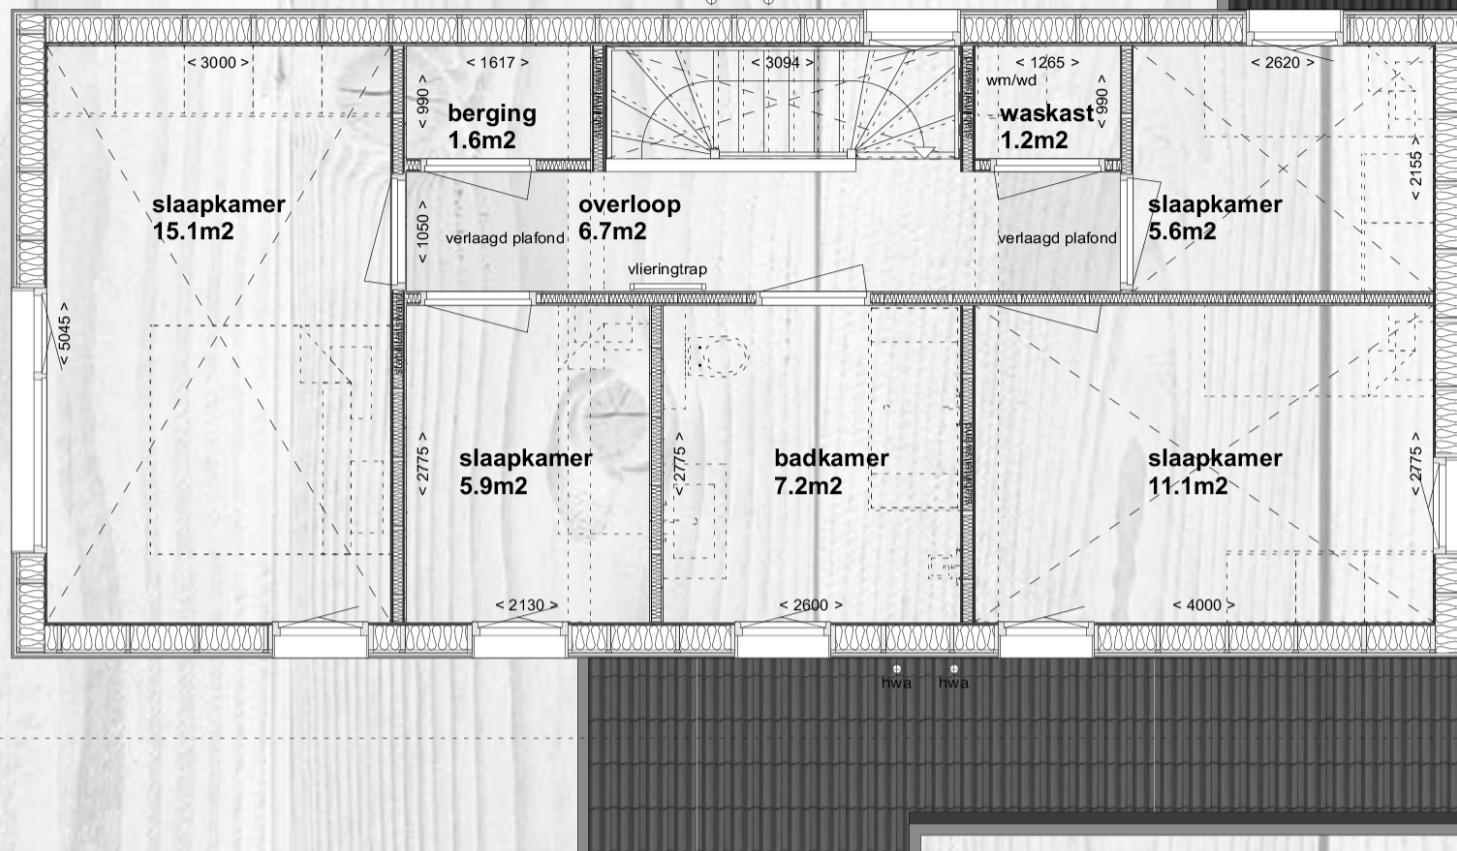 < 3000 >
< 1617 >
< 3094 >
< 1265 >
< 2620 >
wm/wd
< 990 >
berging
1.6m2
stabiliteitswand
stabiliteitswand
waskast
1.2m2
< 990 >
< 2155 >
slaapkamer
15.1m2
< 1050 >
verlaagd plafond
overloop
6.7m2
verlaagd plafond
slaapkamer
5.6m2
vlieringtrap
< 5045 >
stabiliteitswand
< 2775 >
slaapkamer
5.9m2
< 2775 >
badkamer
7.2m2
stabiliteitswand
slaapkamer
11.1m2
< 2775 >
< 2130 >
< 2600 >
< 4000 >
hwa
hwa